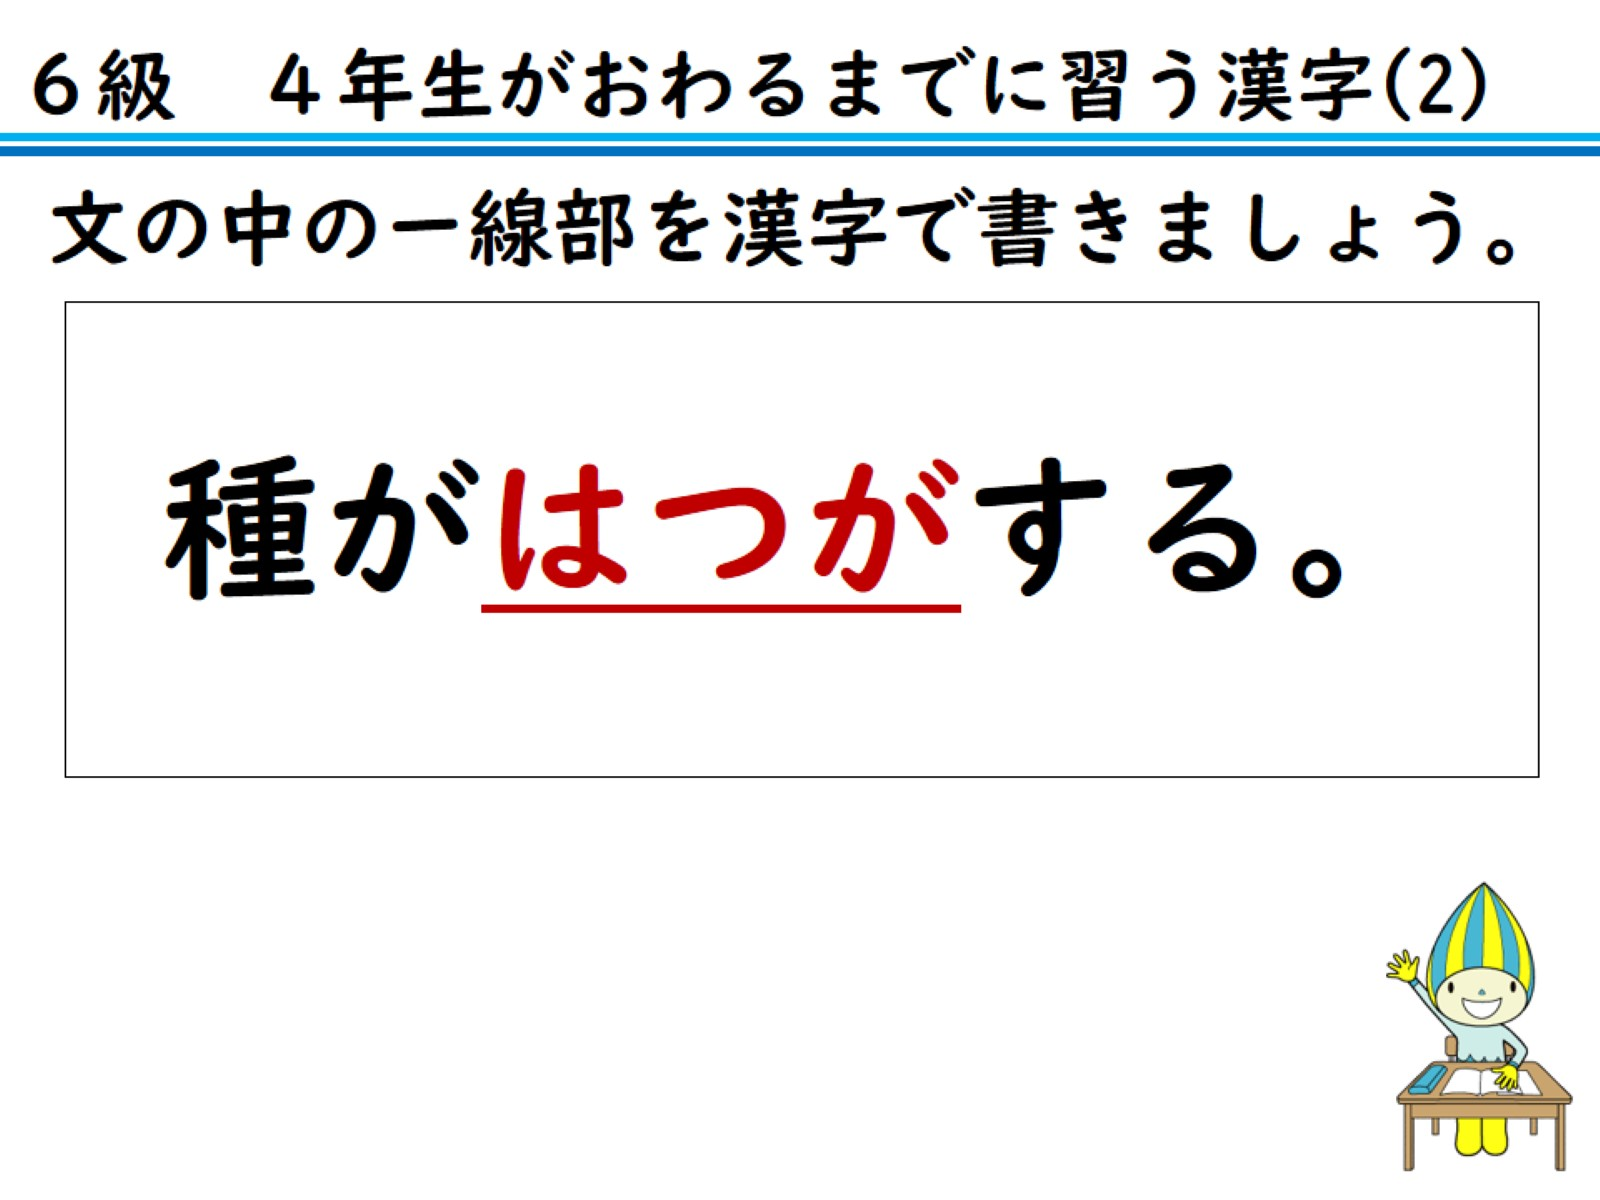 ６級　４年生がおわるまでに習う漢字(2)
文の中の―線部を漢字で書きましょう。
種がはつがする。